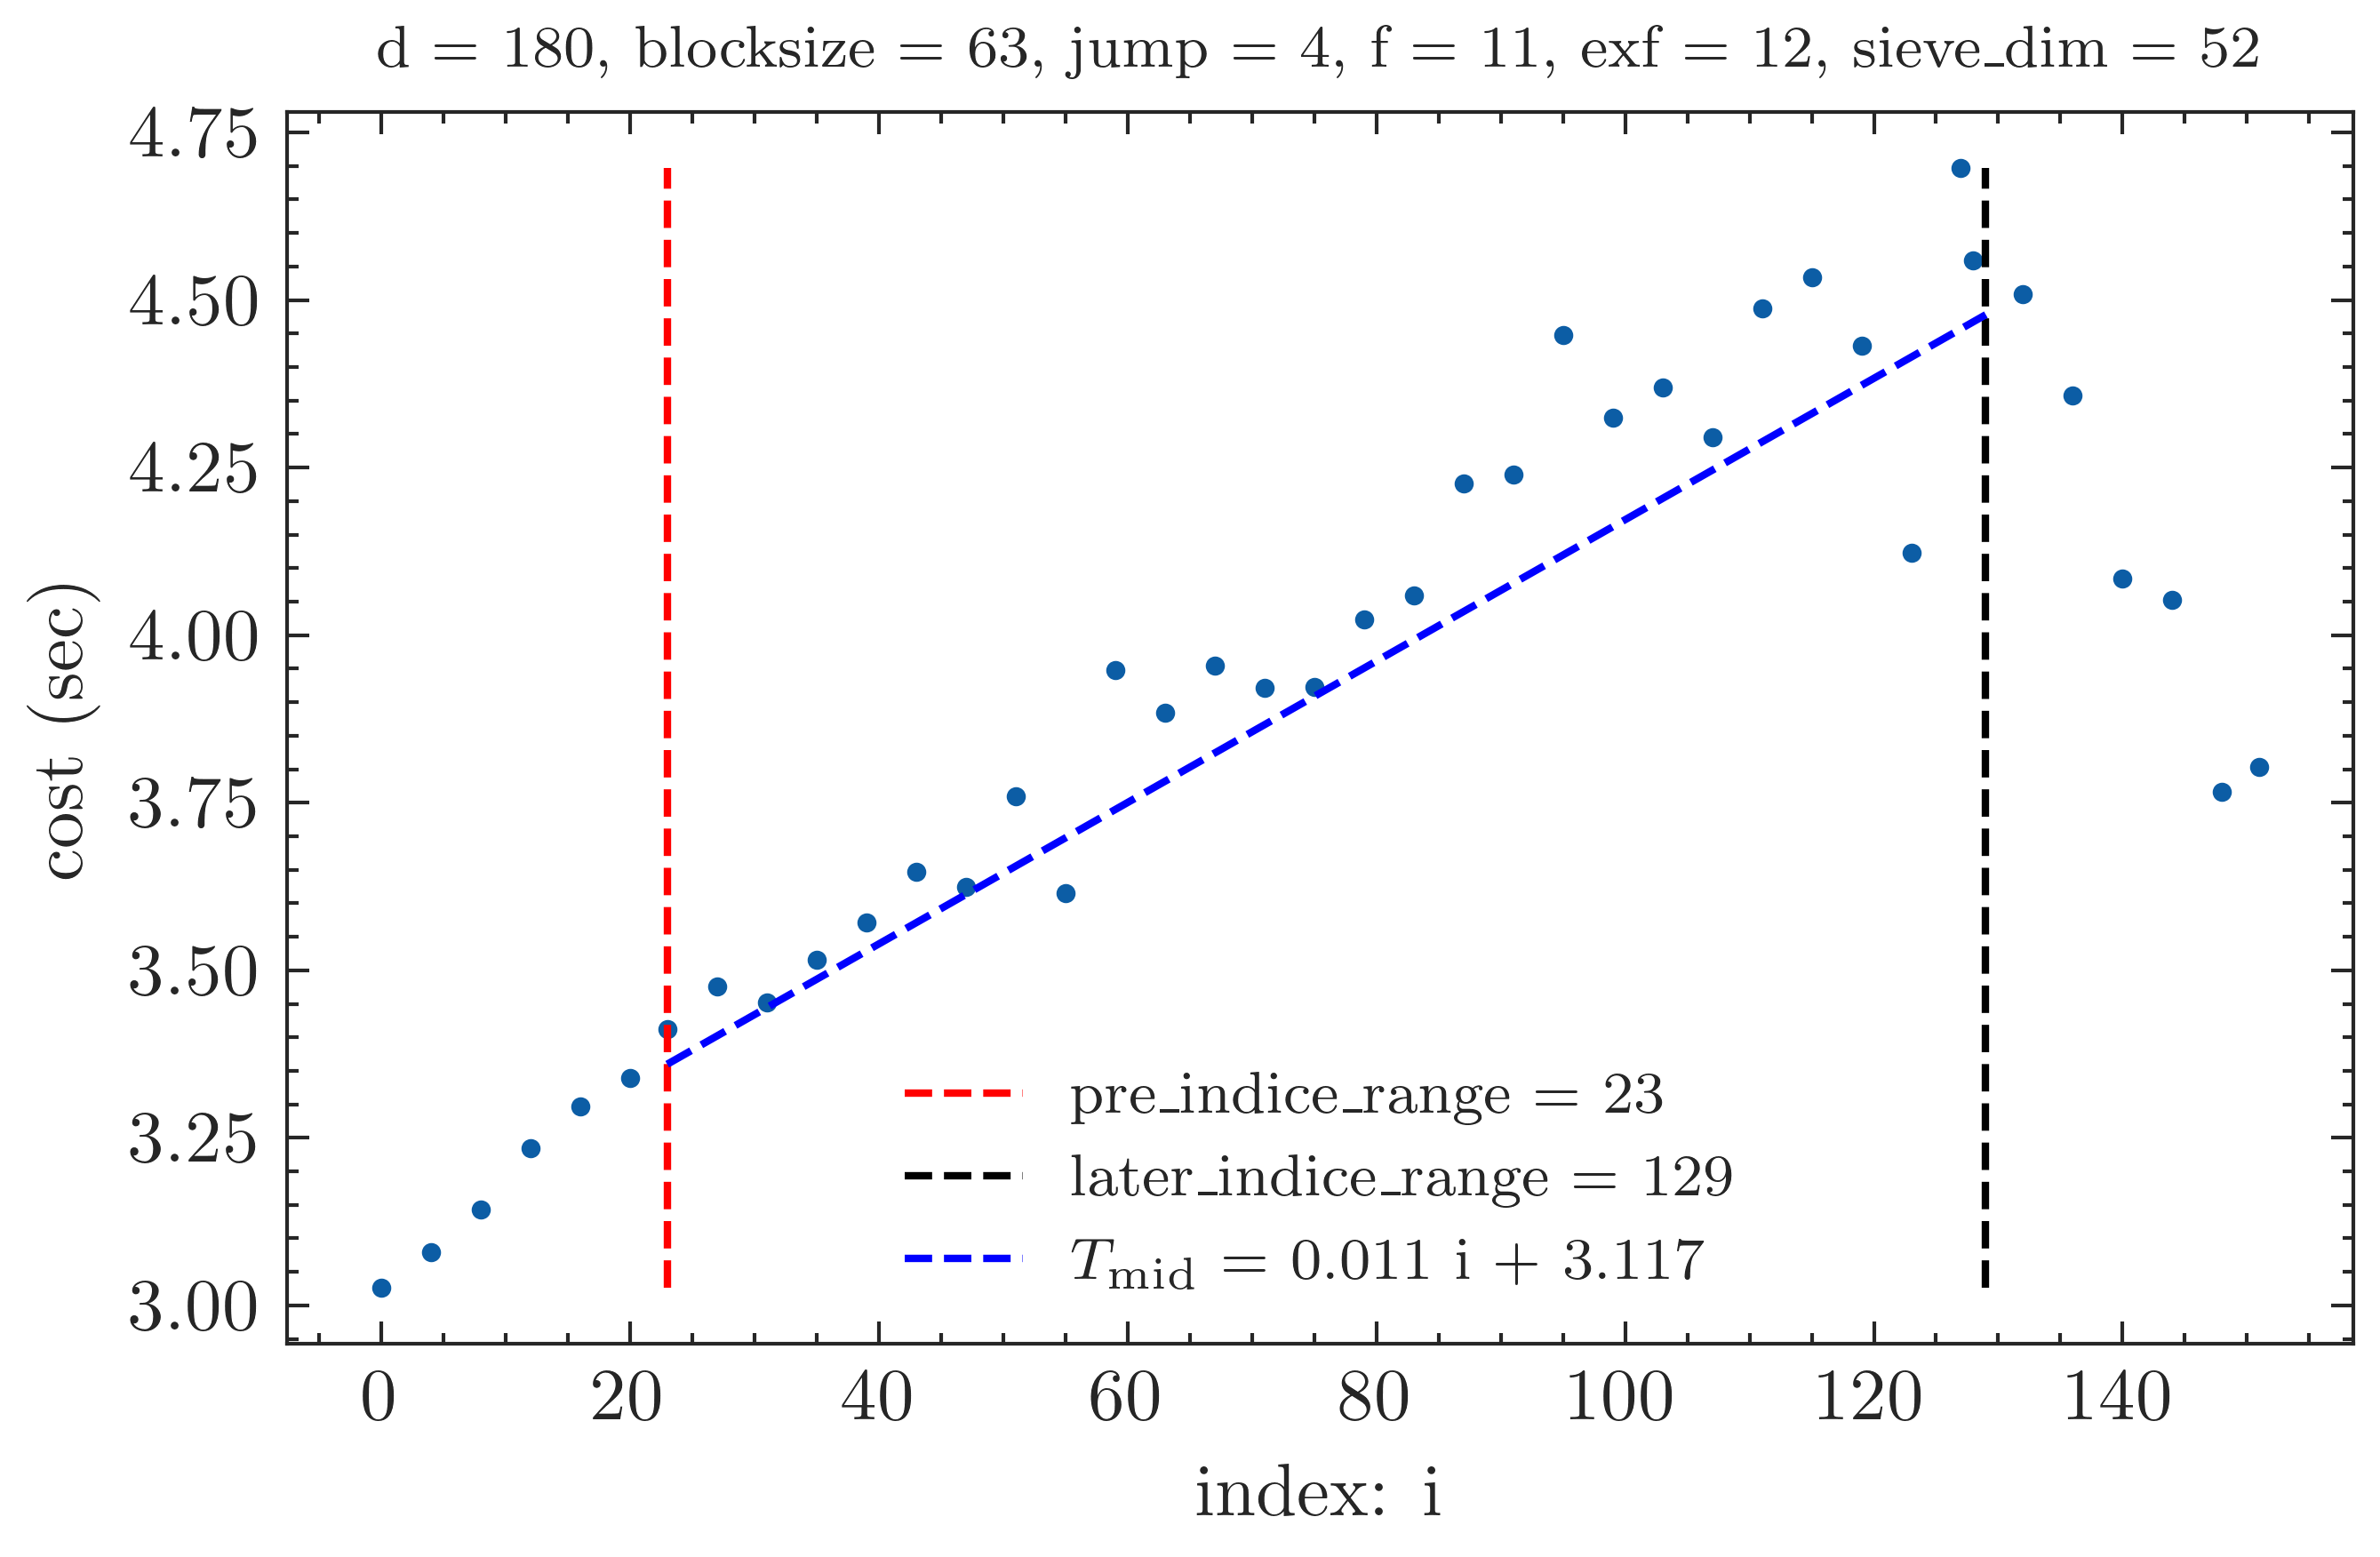 d = 180, blocksize = 63, jump = 4, f = 11, exf = 12, sieve_dim = 52
4.75
4.50
4.25
4.00
3.75
3.50
3.25
3.00
cost (sec)
pre_indice_range = 23
later_indice_range = 129
T_mid = 0.011 i + 3.117
0 20 40 60 80 100 120 140
index: i